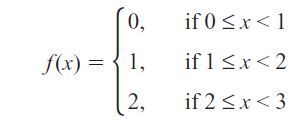 0, if 0 ≤ x < 1
f(x) = { 1, if 1 ≤ x < 2
2, if 2 ≤ x < 3